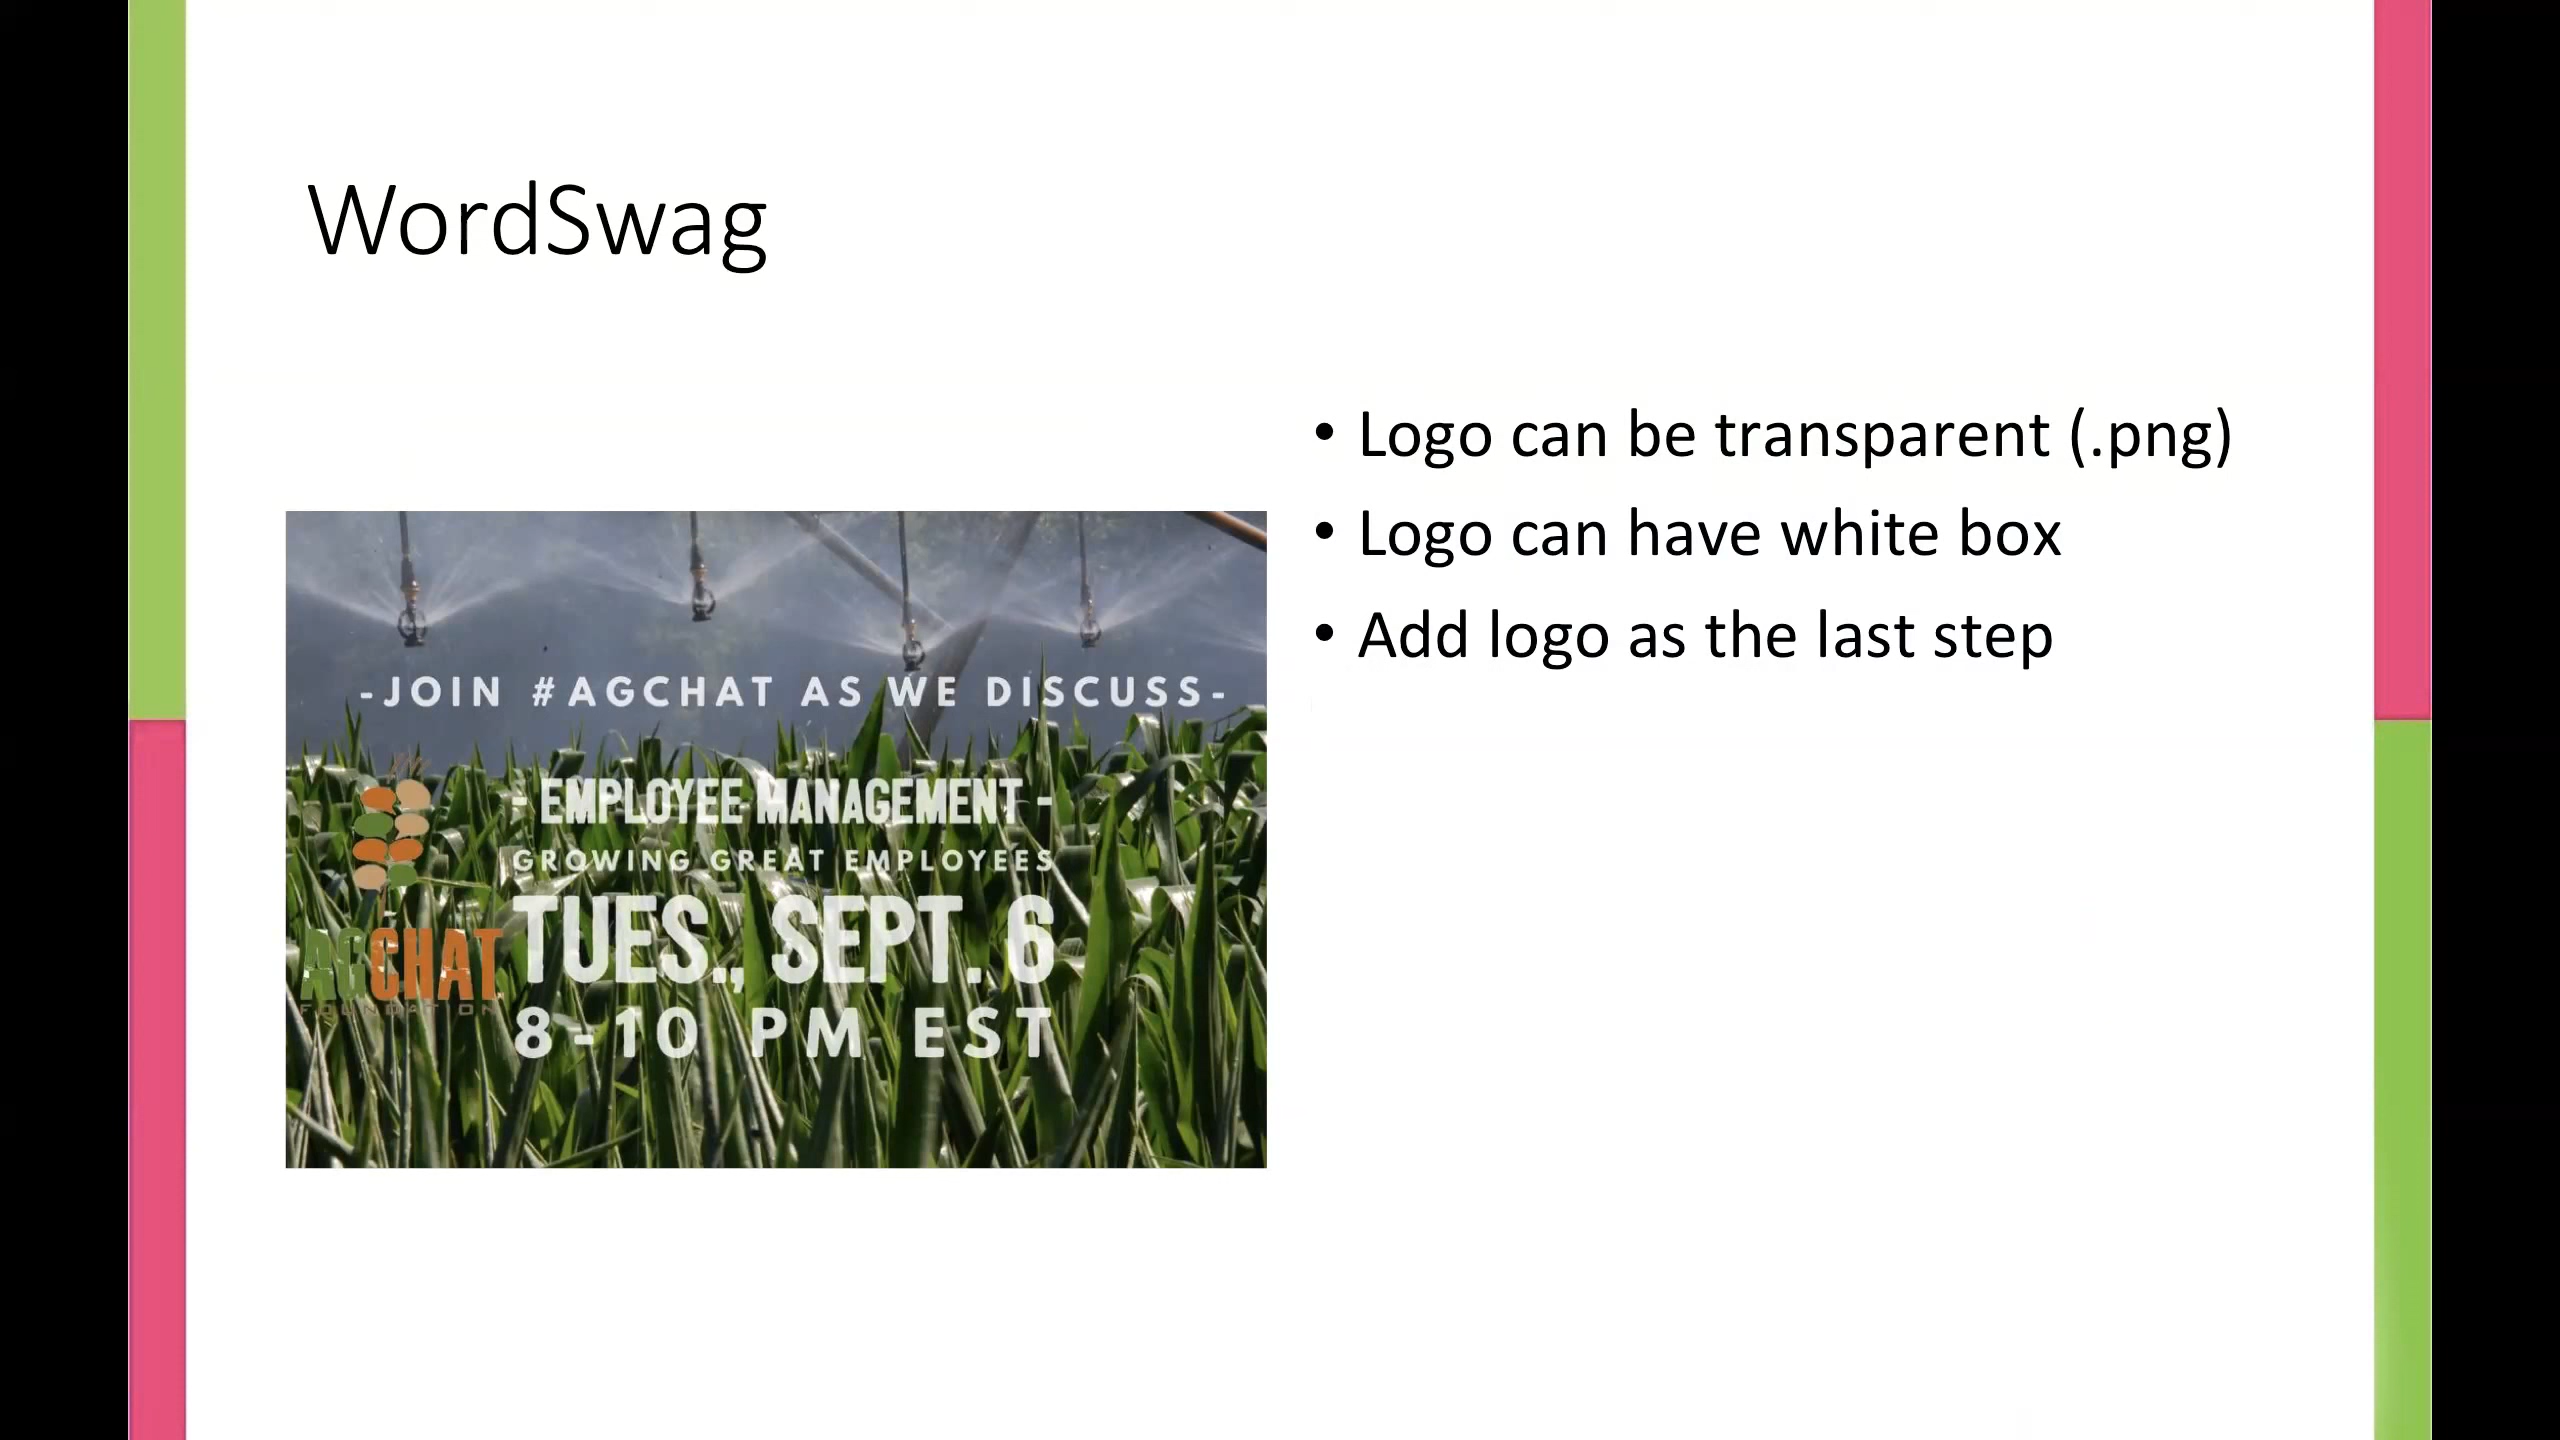 WordSwag
• Logo can be transparent (.png)
• Logo can have white box
• Add logo as the last step
-JOIN #AGCHAT AS WE DISCUSS-
- EMPLOYEE MANAGEMENT -
GROWING GREAT EMPLOYEES
TUES., SEPT. 6
8-10 PM EST
AGCHAT
FOUNDATION